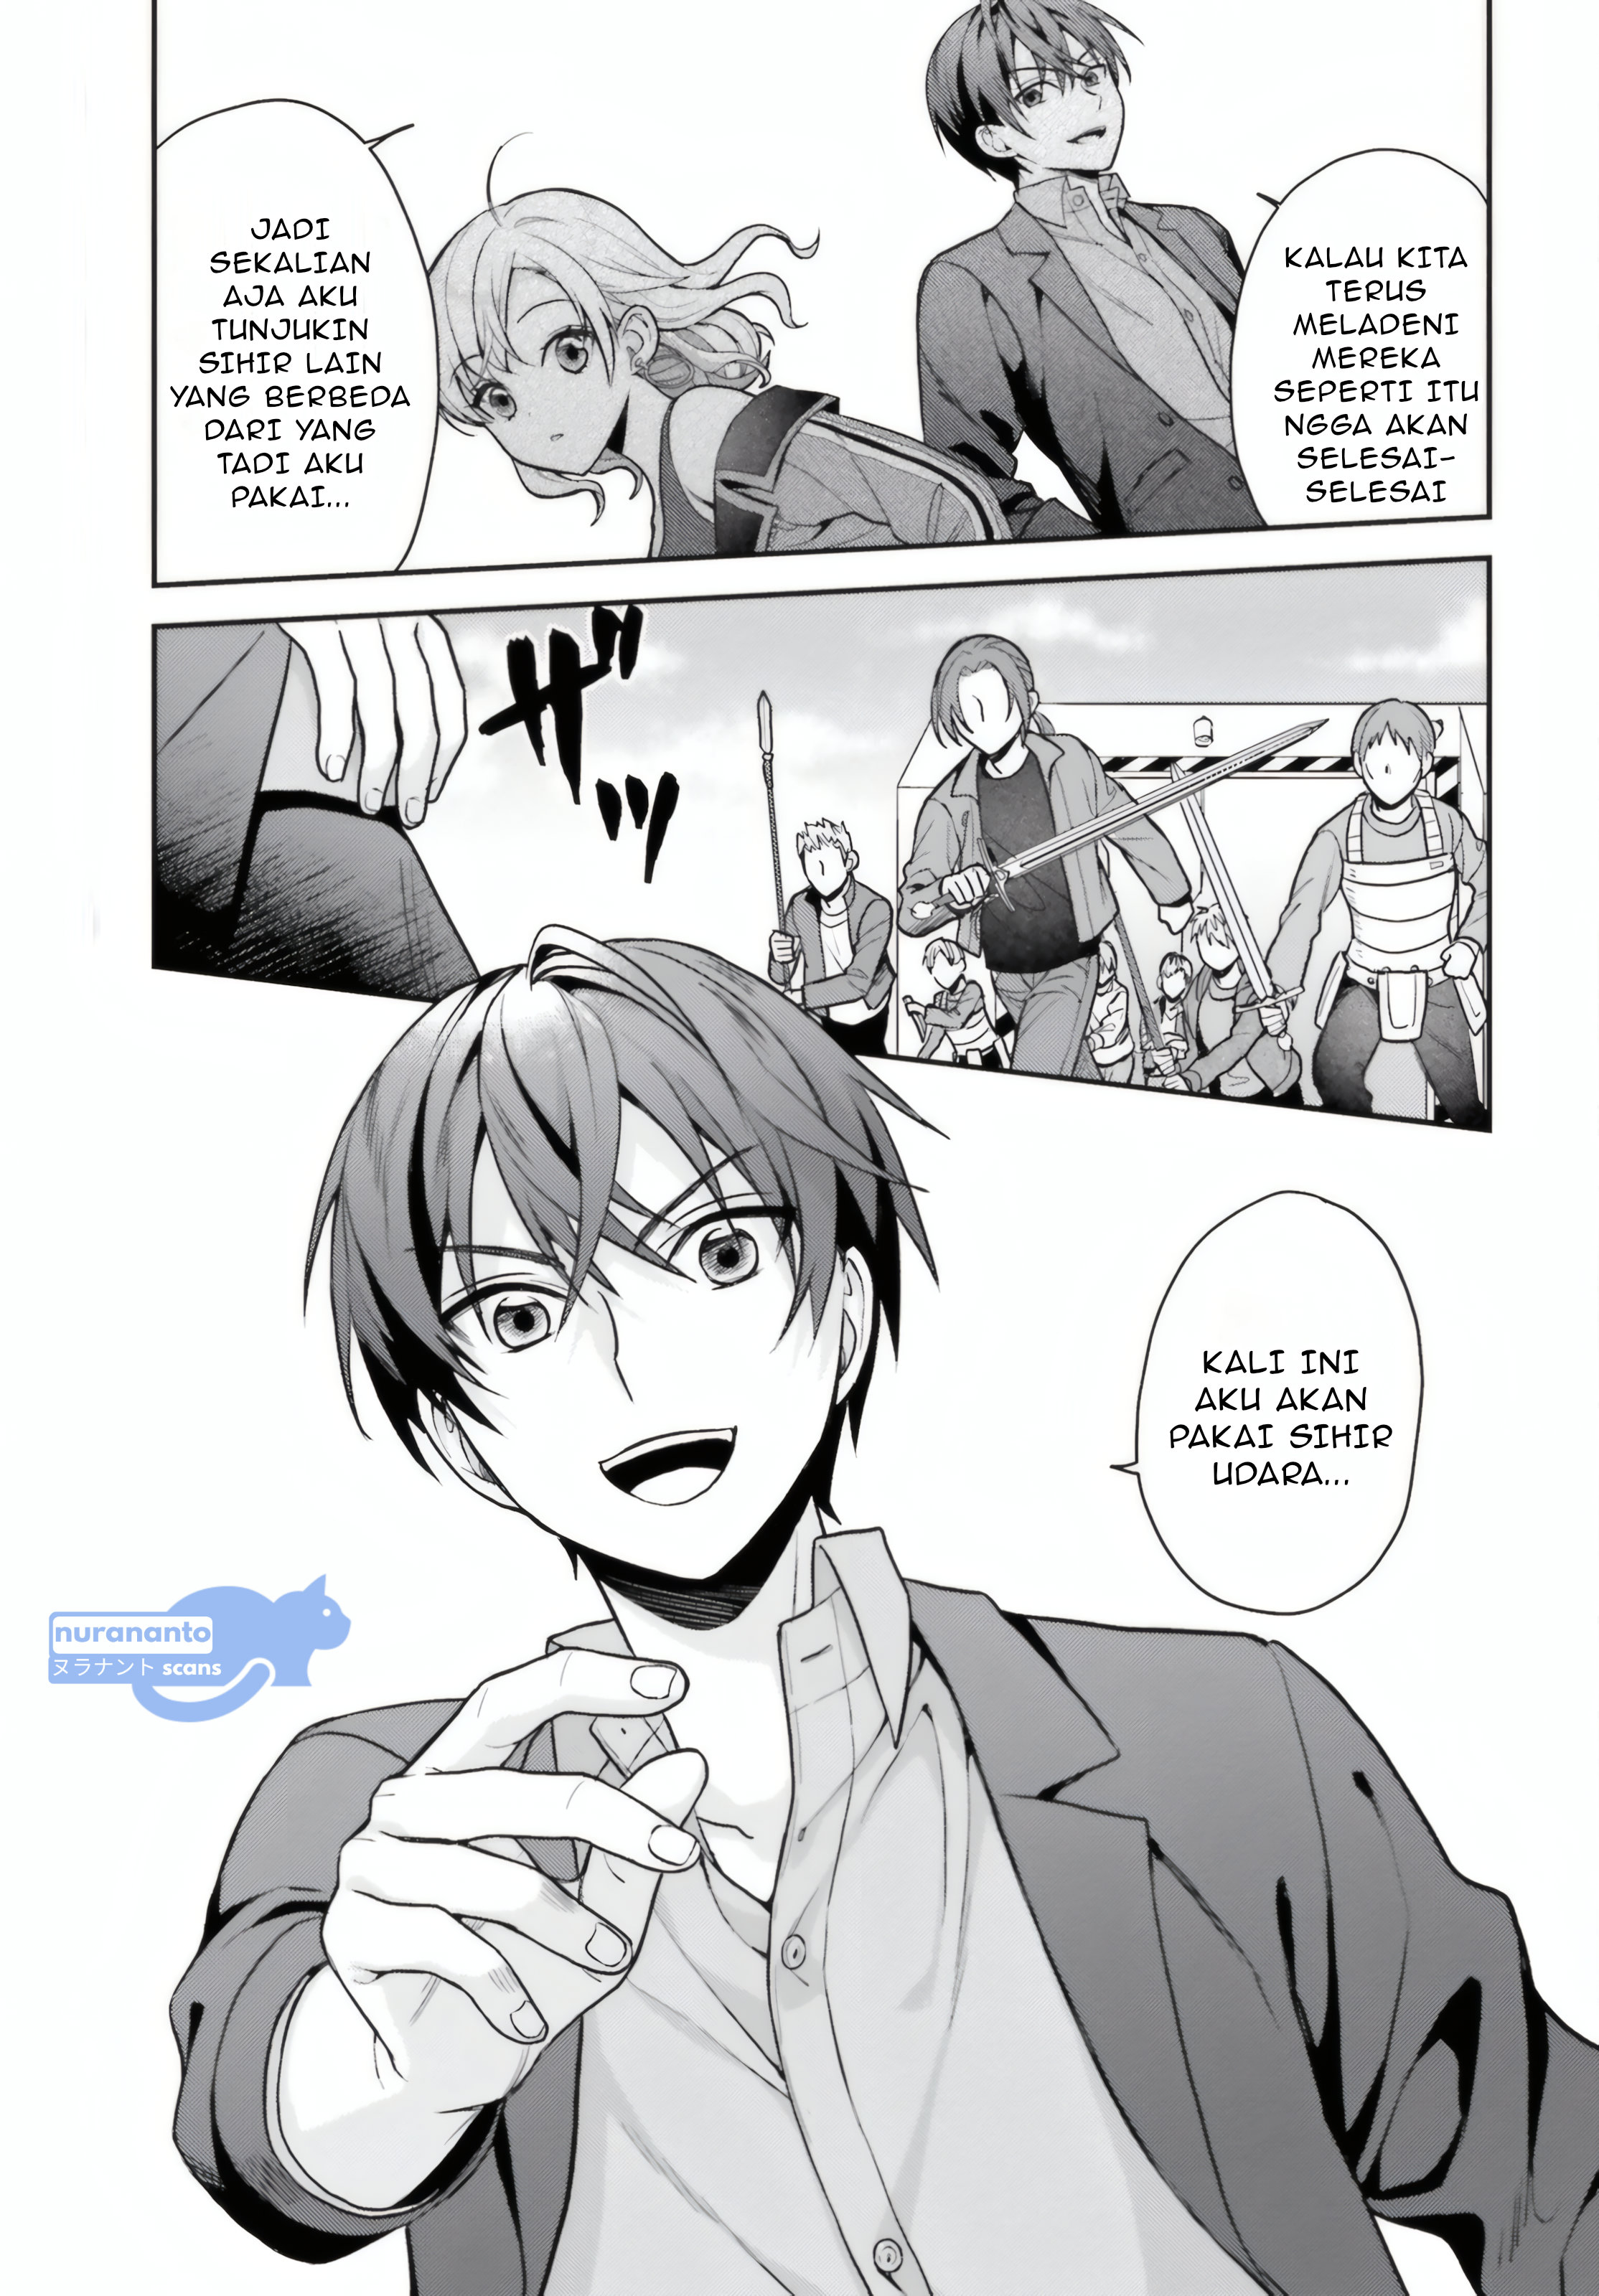 KALAU KITA
TERUS
MELADENI
MEREKA
SEPERTI ITU
NGGA AKAN
SELESAI-
SELESAI
JADI
SEKALIAN
AJA AKU
TUNJUKIN
SIHIR LAIN
YANG BERBEDA
DARI YANG
TADI AKU
PAKAI...
ザッ
KALI INI
AKU AKAN
PAKAI SIHIR
UDARA...
nurananto
ヌラナント scans